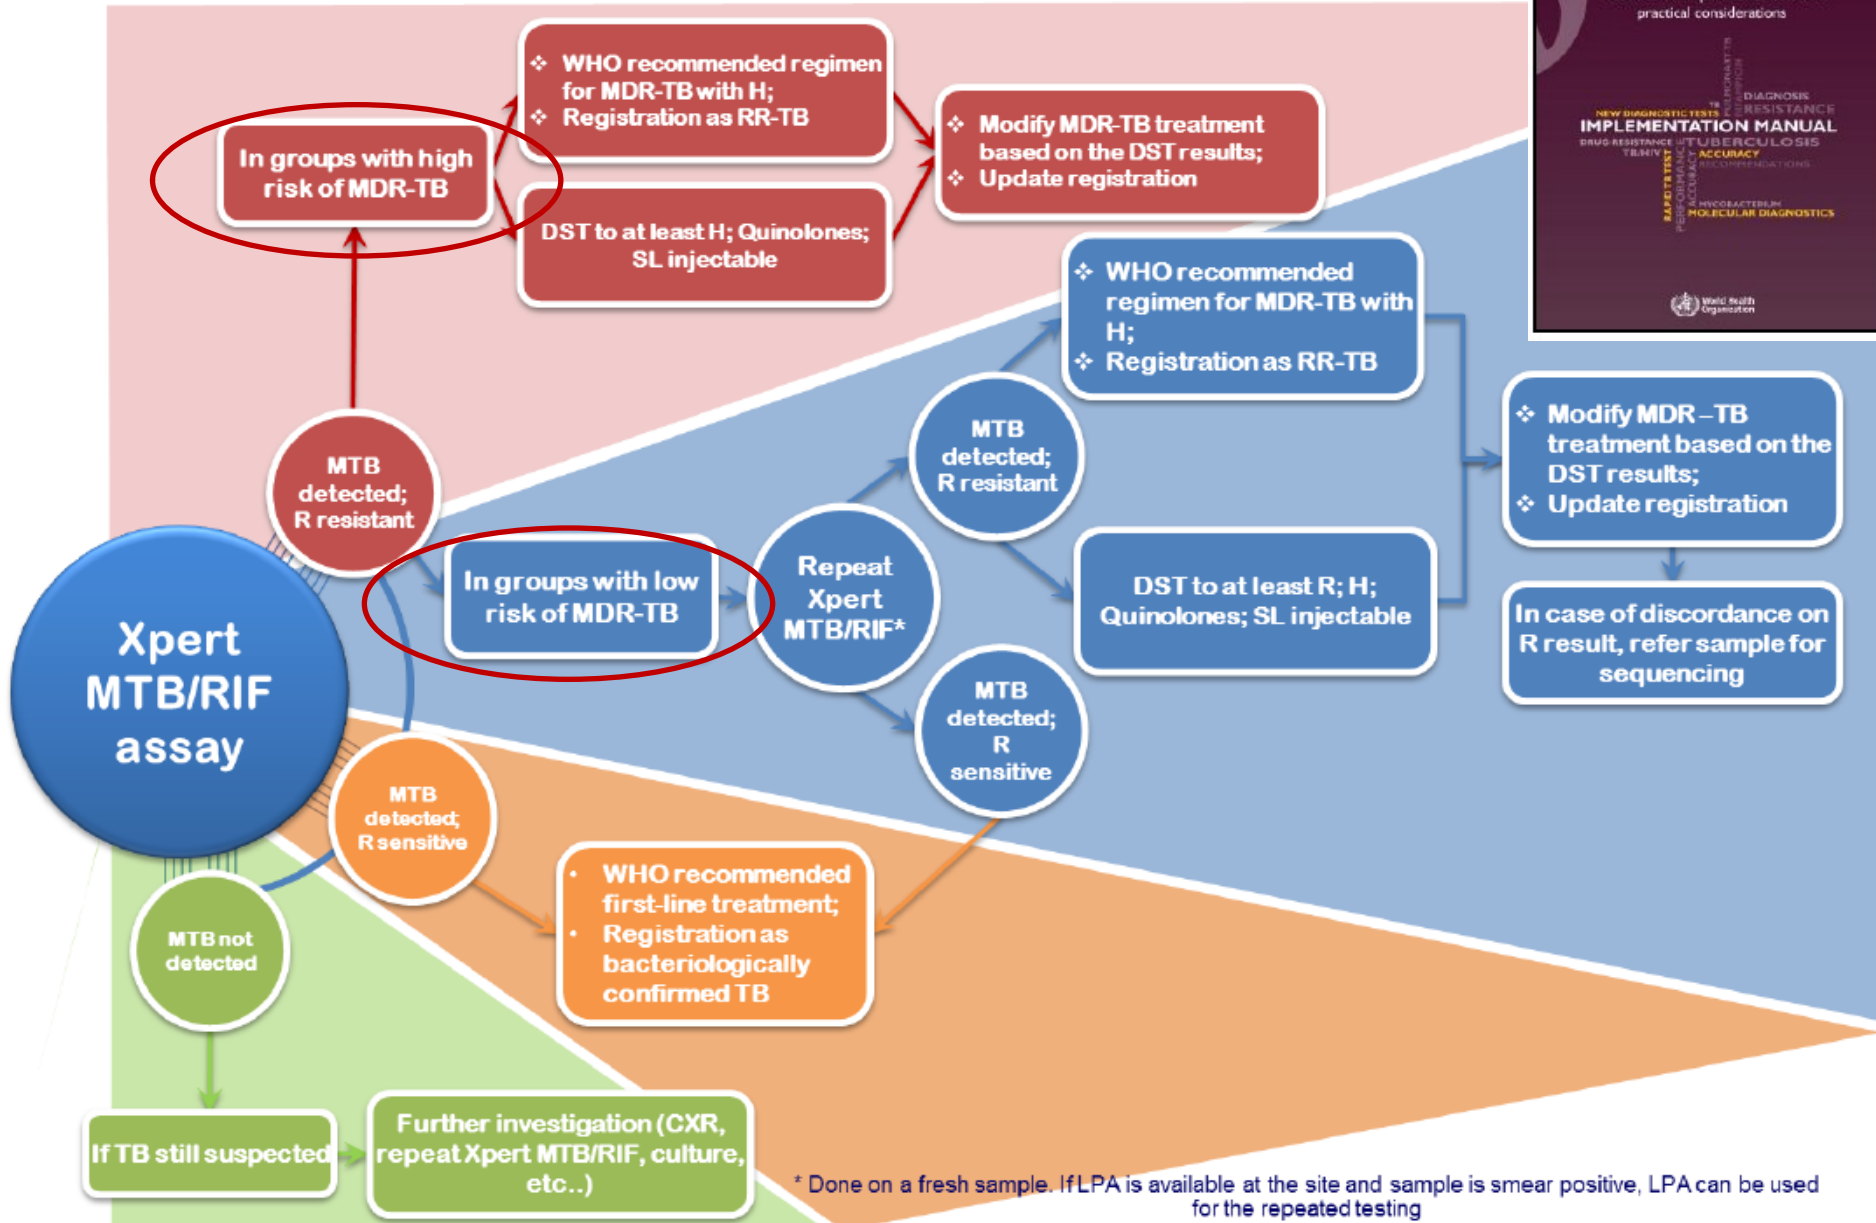 practical considerations
DIAGNOSIS
RESISTANCE
NEW DIAGNOSTIC TESTS
IMPLEMENTATION MANUAL
DRUG-RESISTANCE TUBERCULOSIS
TB/HIV
ACCURACY
RECOMMENDATIONS
RAPID TB TEST
PERFORMANCE
ACCURACY
MYCOBACTERIUM
MOLECULAR DIAGNOSTICS
World Health
Organization
❖ WHO recommended regimen
for MDR-TB with H;
❖ Registration as RR-TB
In groups with high
risk of MDR-TB
DST to at least H; Quinolones;
SL injectable
❖ Modify MDR-TB treatment
based on the DST results;
❖ Update registration
MTB
detected;
R resistant
In groups with low
risk of MDR-TB
Repeat
Xpert
MTB/RIF*
MTB
detected;
R resistant
❖ WHO recommended
regimen for MDR-TB with
H;
❖ Registration as RR-TB
DST to at least R; H;
Quinolones; SL injectable
❖ Modify MDR –TB
treatment based on the
DST results;
❖ Update registration
In case of discordance on
R result, refer sample for
sequencing
MTB
detected;
R
sensitive
Xpert
MTB/RIF
assay
MTB
detected;
R sensitive
• WHO recommended
first-line treatment;
• Registration as
bacteriologically
confirmed TB
MTB not
detected
If TB still suspected
Further investigation (CXR,
repeat Xpert MTB/RIF, culture,
etc..)
* Done on a fresh sample. If LPA is available at the site and sample is smear positive, LPA can be used
for the repeated testing